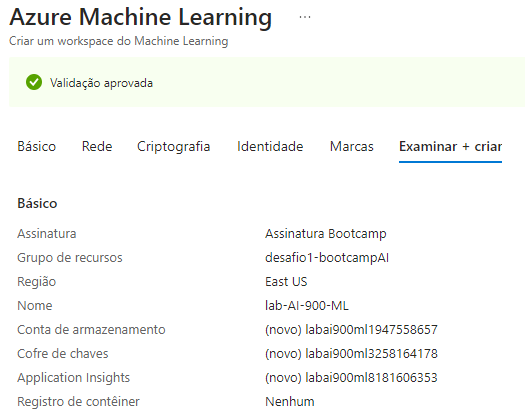 Azure Machine Learning ...
Criar um workspace do Machine Learning
Validação aprovada
Básico Rede Criptografia Identidade Marcas Examinar + criar
Básico
Assinatura Assinatura Bootcamp
Grupo de recursos desafio1-bootcampAI
Região East US
Nome lab-AI-900-ML
Conta de armazenamento (novo) labai900ml1947558657
Cofre de chaves (novo) labai900ml3258164178
Application Insights (novo) labai900ml8181606353
Registro de contêiner Nenhum